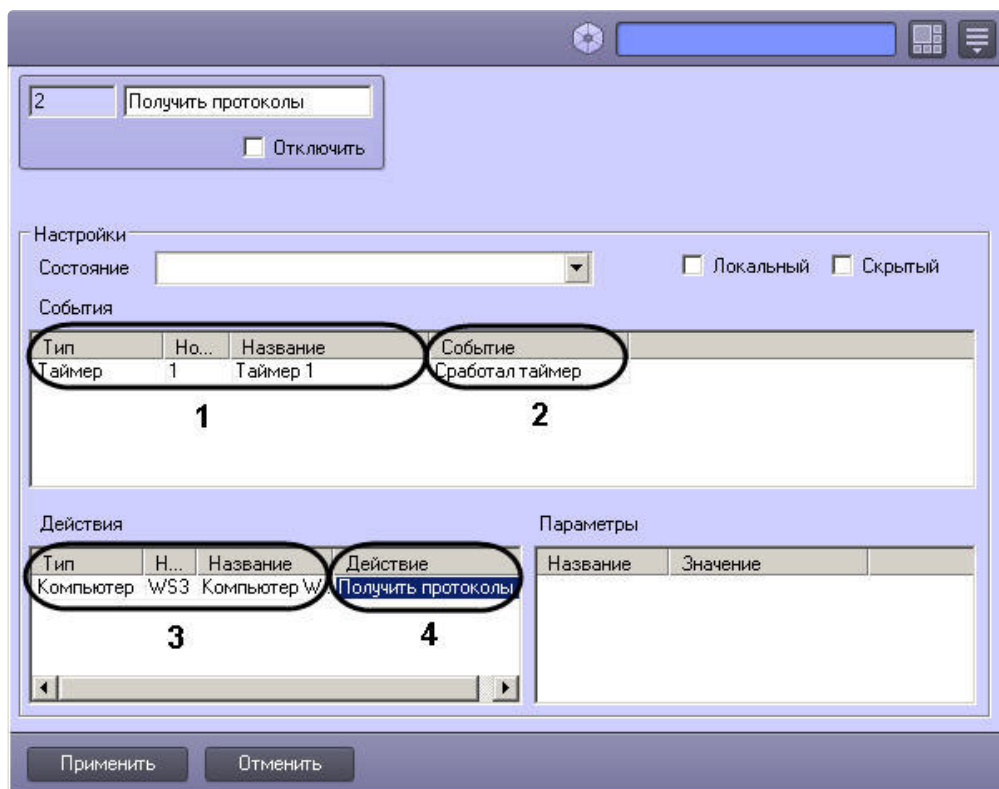 2 Получить протоколы
Отключить
Настройки
Состояние
Локальный Скрытый
События
Тип Но... Название Событие
Таймер 1 Таймер 1 Сработал таймер
1 2
Действия Параметры
Тип Н... Название Действие Название Значение
Компьютер WS3 Компьютер W... Получить протоколы
3 4
Применить Отменить